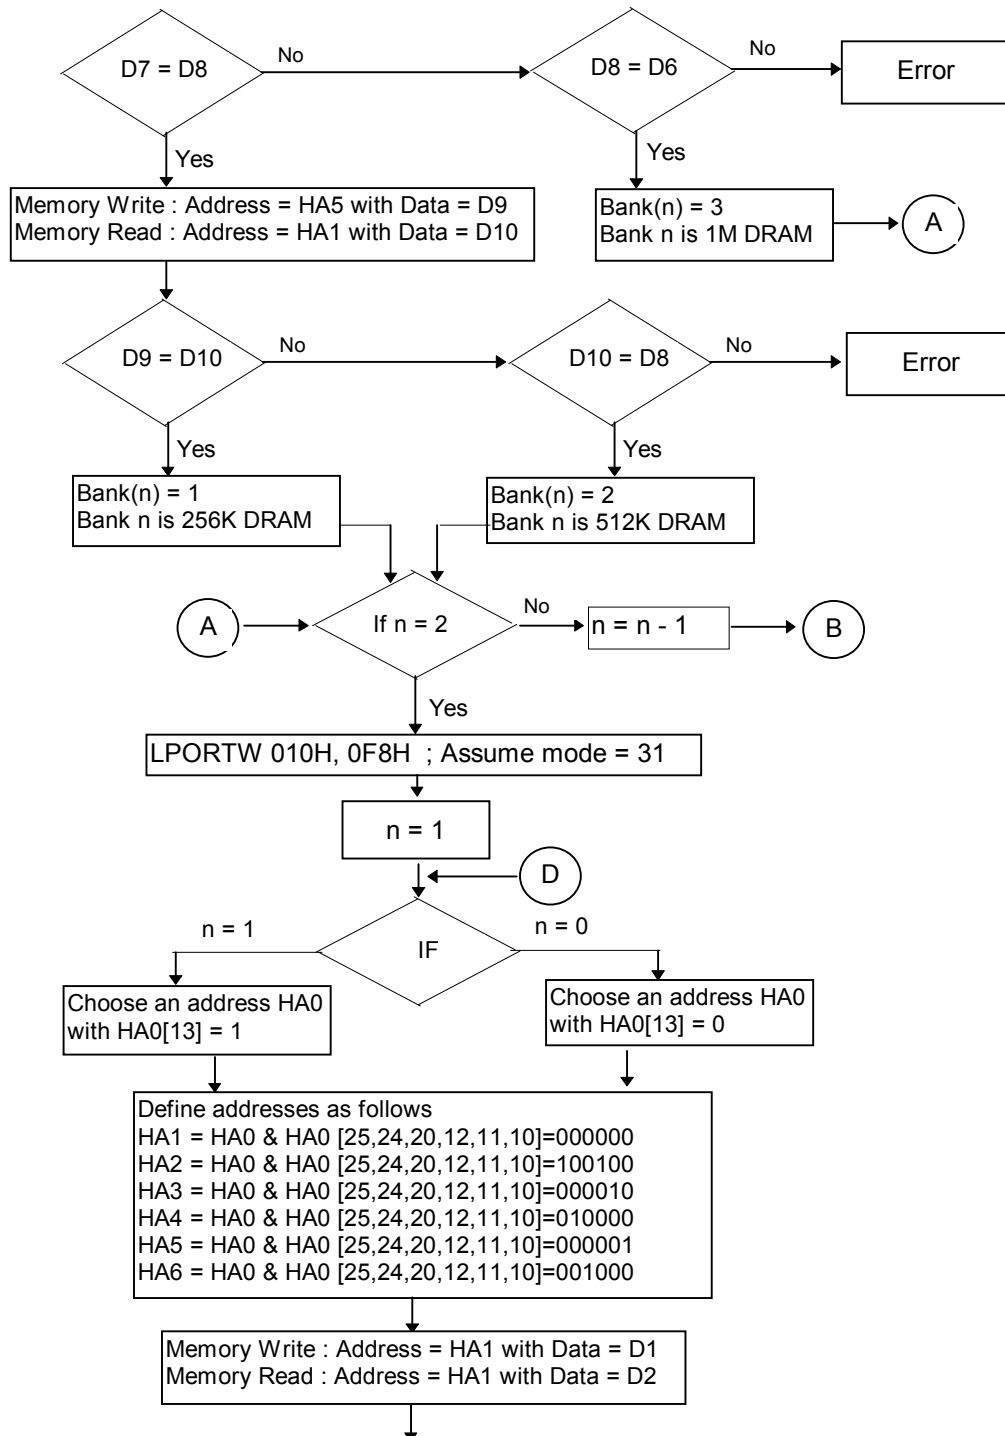 D7 = D8
No
D8 = D6
No
Error
Yes
Yes
Memory Write : Address = HA5 with Data = D9
Memory Read : Address = HA1 with Data = D10
Bank(n) = 3
Bank n is 1M DRAM
A
D9 = D10
No
D10 = D8
No
Error
Yes
Yes
Bank(n) = 1
Bank n is 256K DRAM
Bank(n) = 2
Bank n is 512K DRAM
A
If n = 2
No
n = n - 1
B
Yes
LPORTW 010H, 0F8H ; Assume mode = 31
n = 1
D
n = 1
IF
n = 0
Choose an address HA0
with HA0[13] = 1
Choose an address HA0
with HA0[13] = 0
Define addresses as follows
HA1 = HA0 & HA0 [25,24,20,12,11,10]=000000
HA2 = HA0 & HA0 [25,24,20,12,11,10]=100100
HA3 = HA0 & HA0 [25,24,20,12,11,10]=000010
HA4 = HA0 & HA0 [25,24,20,12,11,10]=010000
HA5 = HA0 & HA0 [25,24,20,12,11,10]=000001
HA6 = HA0 & HA0 [25,24,20,12,11,10]=001000
Memory Write : Address = HA1 with Data = D1
Memory Read : Address = HA1 with Data = D2